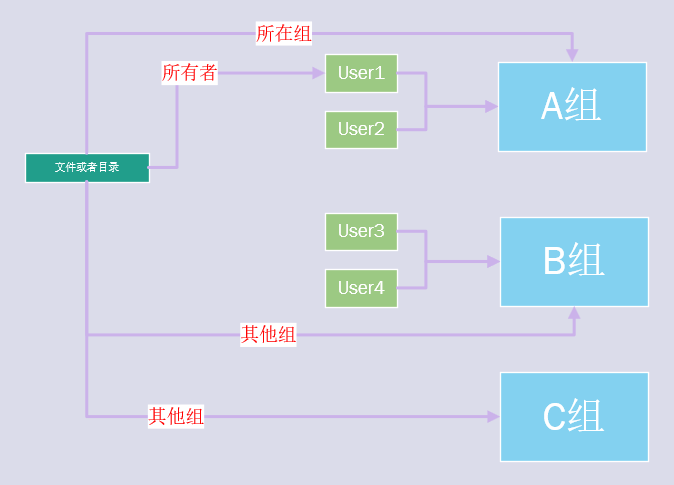 所在组
所有者
User1
User2
A组
文件或者目录
User3
User4
B组
其他组
其他组
C组